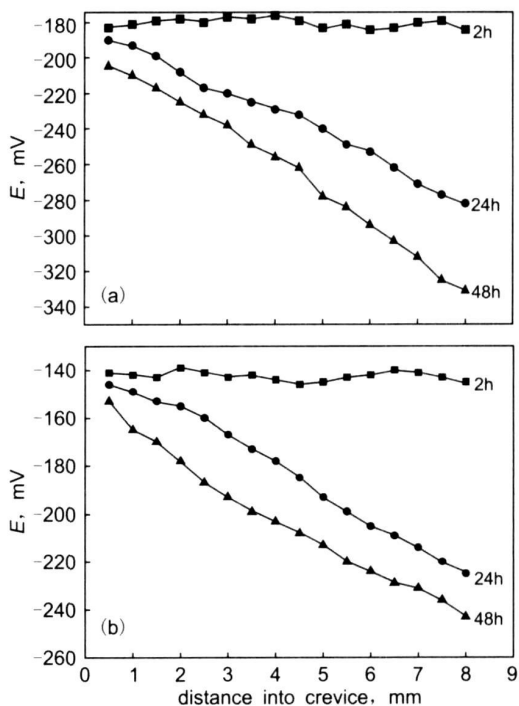 −180
−200
−220
−240
−260
−280
−300
−320
−340
E, mV
2h
24h
48h
(a)
−140
−160
−180
−200
−220
−240
−260
E, mV
2h
24h
48h
(b)
0 1 2 3 4 5 6 7 8 9
distance into crevice, mm